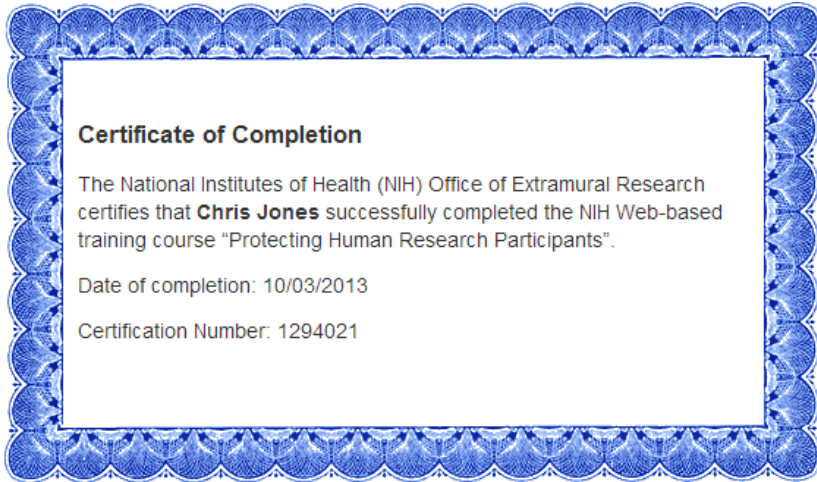 Certificate of Completion
The National Institutes of Health (NIH) Office of Extramural Research
certifies that Chris Jones successfully completed the NIH Web-based
training course “Protecting Human Research Participants”.
Date of completion: 10/03/2013
Certification Number: 1294021